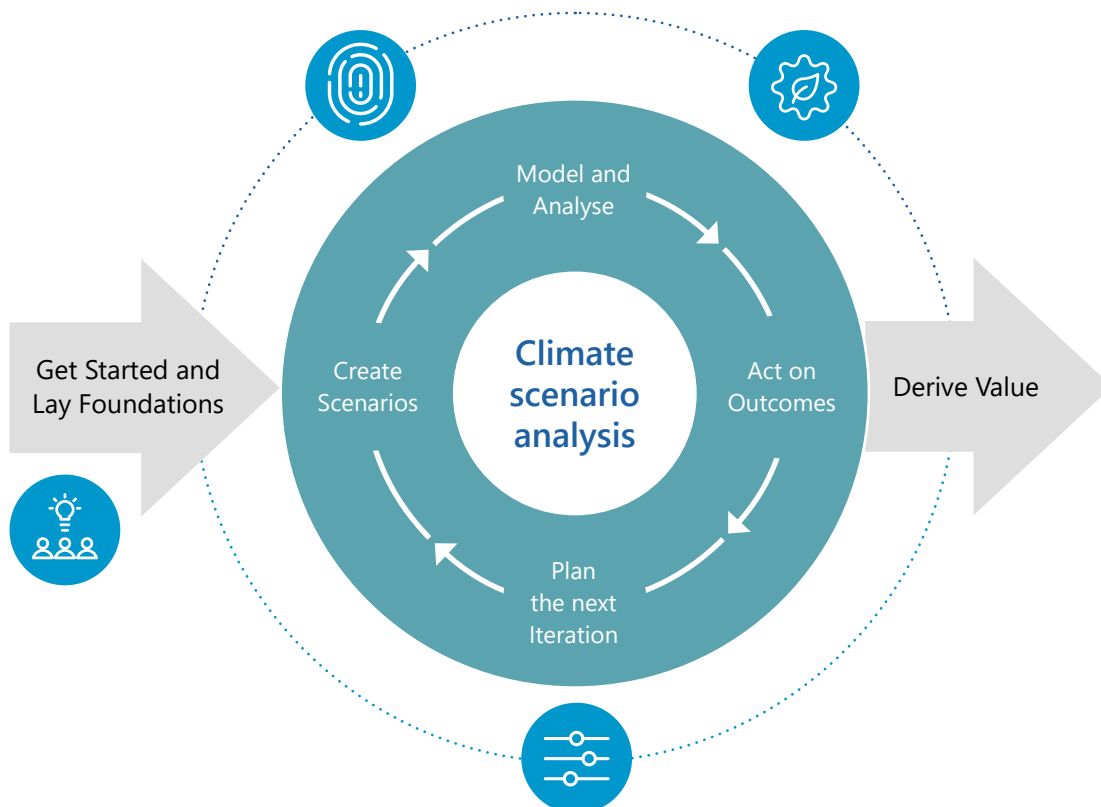 Model and
Analyse
Get Started and
Lay Foundations
Create
Scenarios
Climate
scenario
analysis
Act on
Outcomes
Derive Value
Plan
the next
Iteration